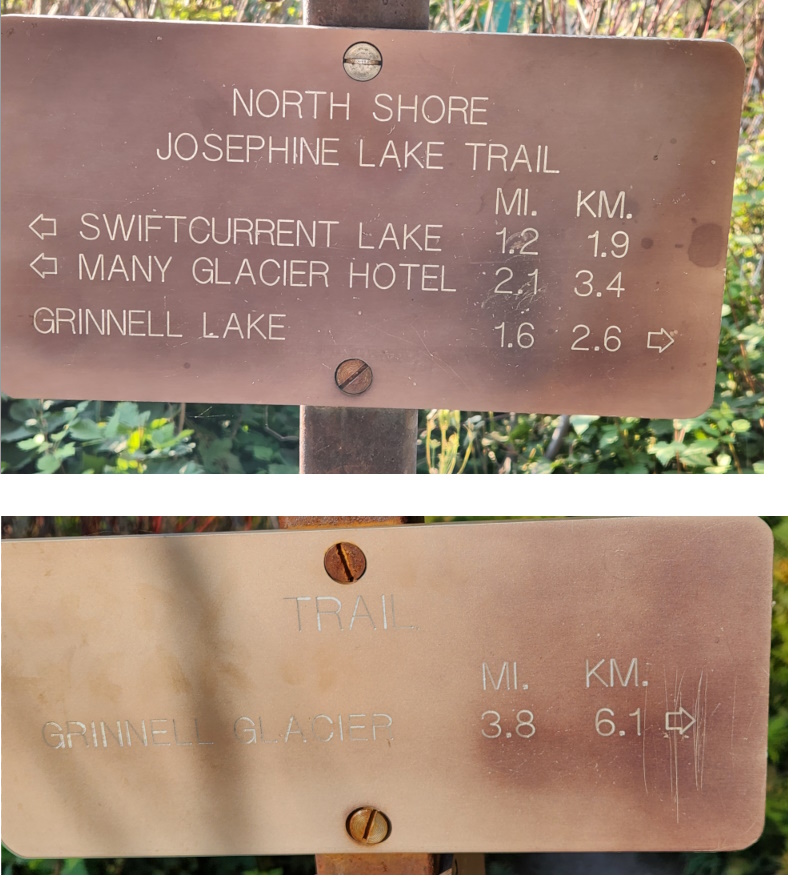 NORTH SHORE
JOSEPHINE LAKE TRAIL
MI. KM.
SWIFTCURRENT LAKE 1.2 1.9
MANY GLACIER HOTEL 2.1 3.4
GRINNELL LAKE 1.6 2.6
TRAIL
MI. KM.
GRINNELL GLACIER 3.8 6.1